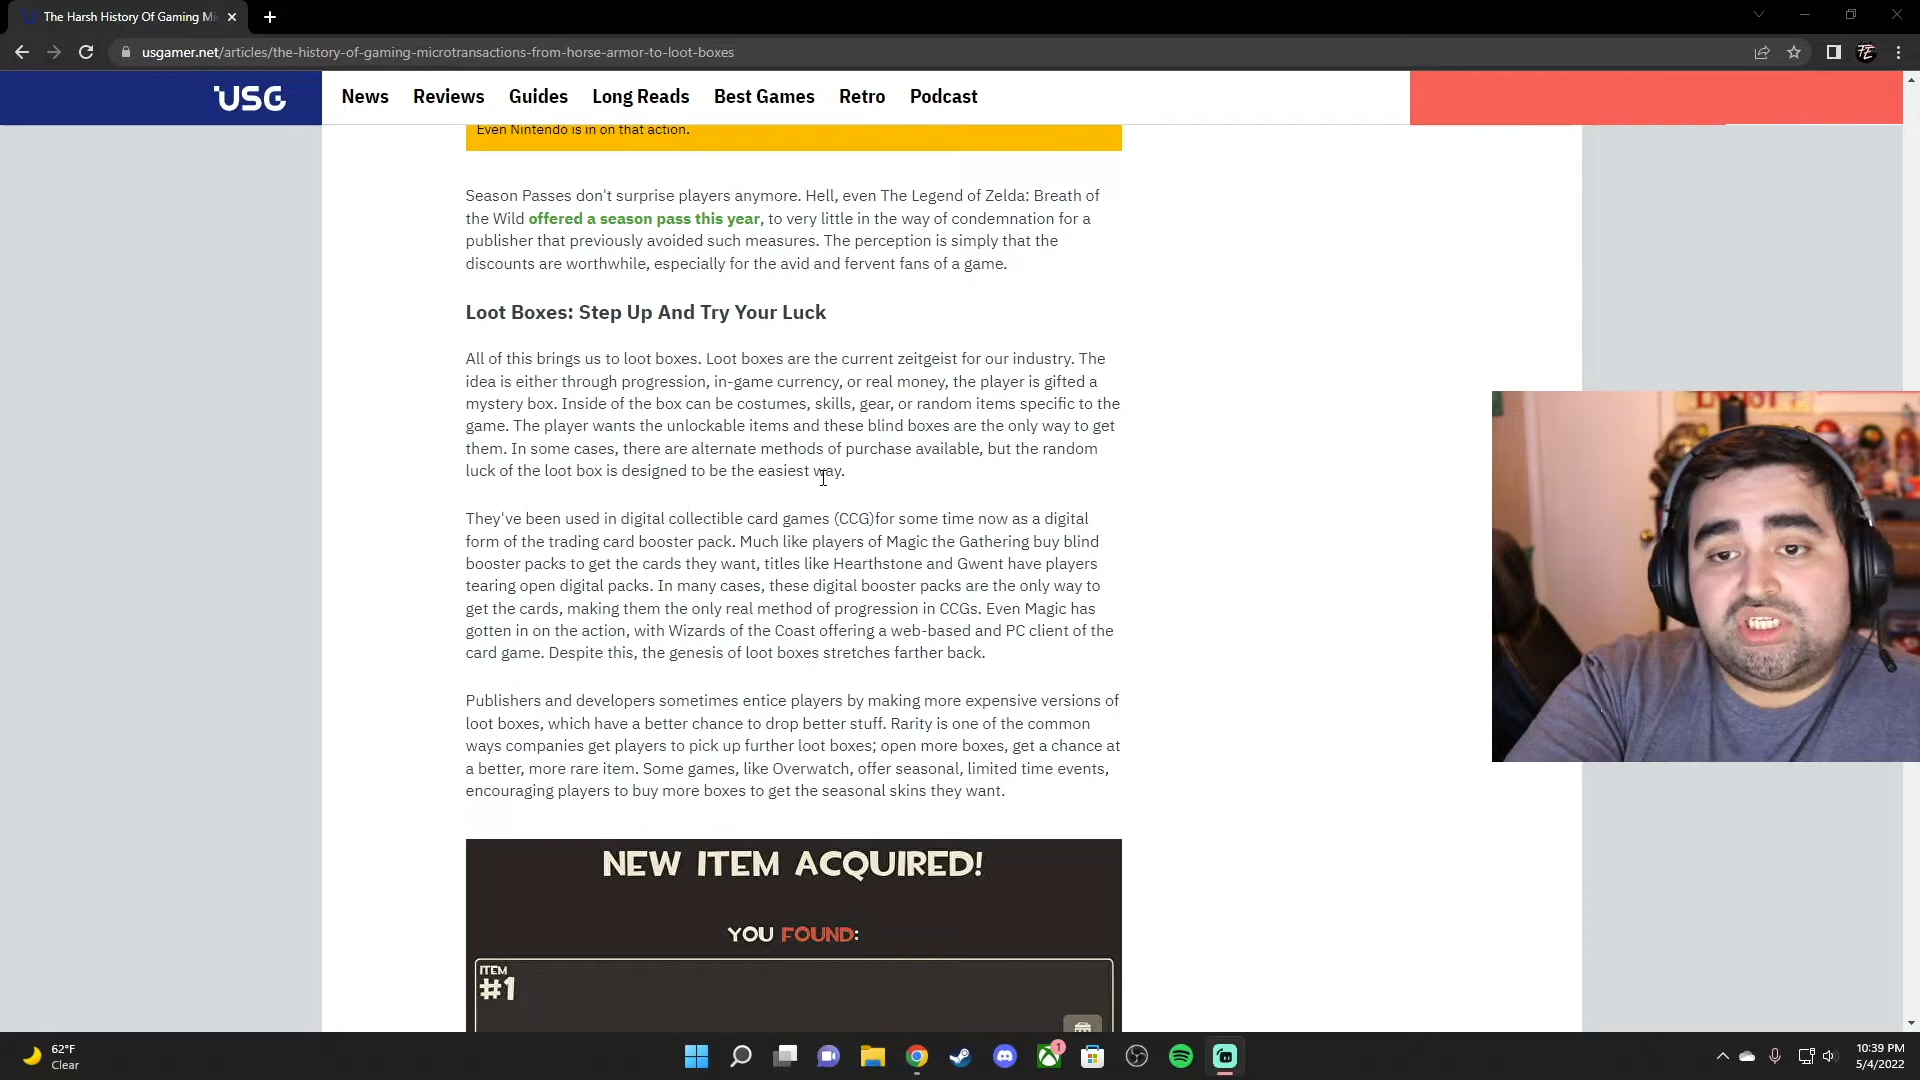 The Harsh History Of Gaming Mi
usgamer.net/articles/the-history-of-gaming-microtransactions-from-horse-armor-to-loot-boxes
USG
News Reviews Guides Long Reads Best Games Retro Podcast
Even Nintendo is in on that action.
Season Passes don't surprise players anymore. Hell, even The Legend of Zelda: Breath of
the Wild offered a season pass this year, to very little in the way of condemnation for a
publisher that previously avoided such measures. The perception is simply that the
discounts are worthwhile, especially for the avid and fervent fans of a game.
Loot Boxes: Step Up And Try Your Luck
All of this brings us to loot boxes. Loot boxes are the current zeitgeist for our industry. The
idea is either through progression, in-game currency, or real money, the player is gifted a
mystery box. Inside of the box can be costumes, skills, gear, or random items specific to the
game. The player wants the unlockable items and these blind boxes are the only way to get
them. In some cases, there are alternate methods of purchase available, but the random
luck of the loot box is designed to be the easiest way.
They've been used in digital collectible card games (CCG)for some time now as a digital
form of the trading card booster pack. Much like players of Magic the Gathering buy blind
booster packs to get the cards they want, titles like Hearthstone and Gwent have players
tearing open digital packs. In many cases, these digital booster packs are the only way to
get the cards, making them the only real method of progression in CCGs. Even Magic has
gotten in on the action, with Wizards of the Coast offering a web-based and PC client of the
card game. Despite this, the genesis of loot boxes stretches farther back.
Publishers and developers sometimes entice players by making more expensive versions of
loot boxes, which have a better chance to drop better stuff. Rarity is one of the common
ways companies get players to pick up further loot boxes; open more boxes, get a chance at
a better, more rare item. Some games, like Overwatch, offer seasonal, limited time events,
encouraging players to buy more boxes to get the seasonal skins they want.
NEW ITEM ACQUIRED!
YOU FOUND:
ITEM
#1
62°F
Clear
1
10:39 PM
5/4/2022